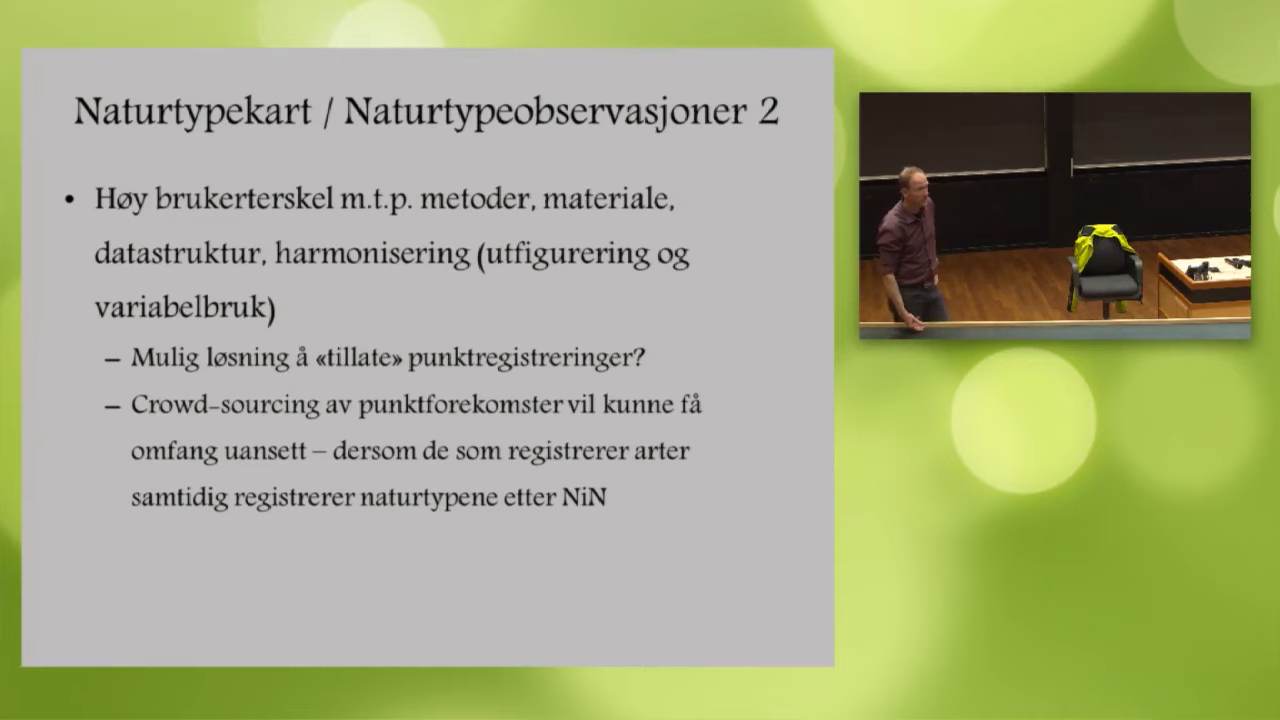 Naturtypekart / Naturtypeobservasjoner 2
• Høy brukerterskel m.t.p. metoder, materiale,
datastruktur, harmonisering (utfigurering og
variabelbruk)
– Mulig løsning å «tillate» punktregistreringer?
– Crowd-sourcing av punktforekomster vil kunne få
omfang uansett – dersom de som registrerer arter
samtidig registrerer naturtypene etter NiN